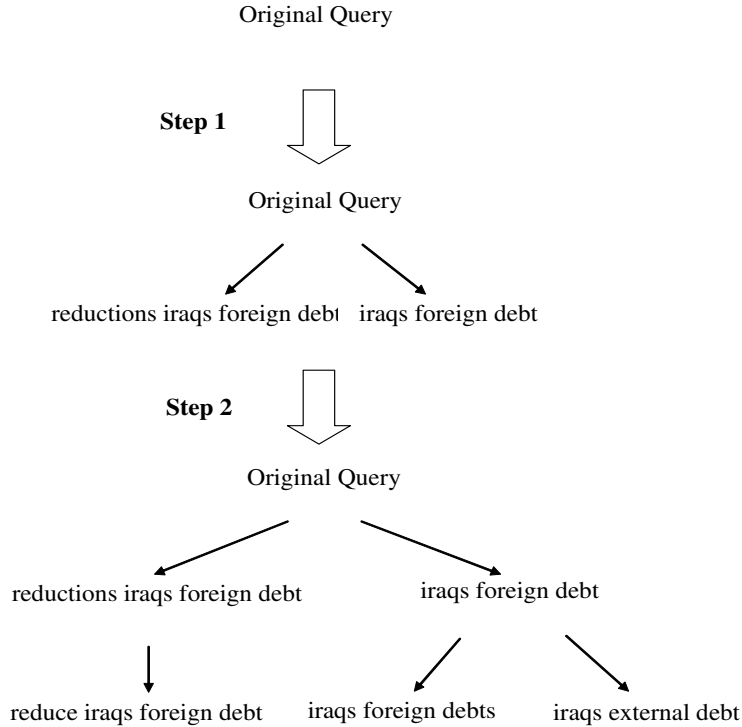 Original Query
Step 1
Original Query
reductions iraqs foreign debt iraqs foreign debt
Step 2
Original Query
reductions iraqs foreign debt iraqs foreign debt
reduce iraqs foreign debt iraqs foreign debts iraqs external debt